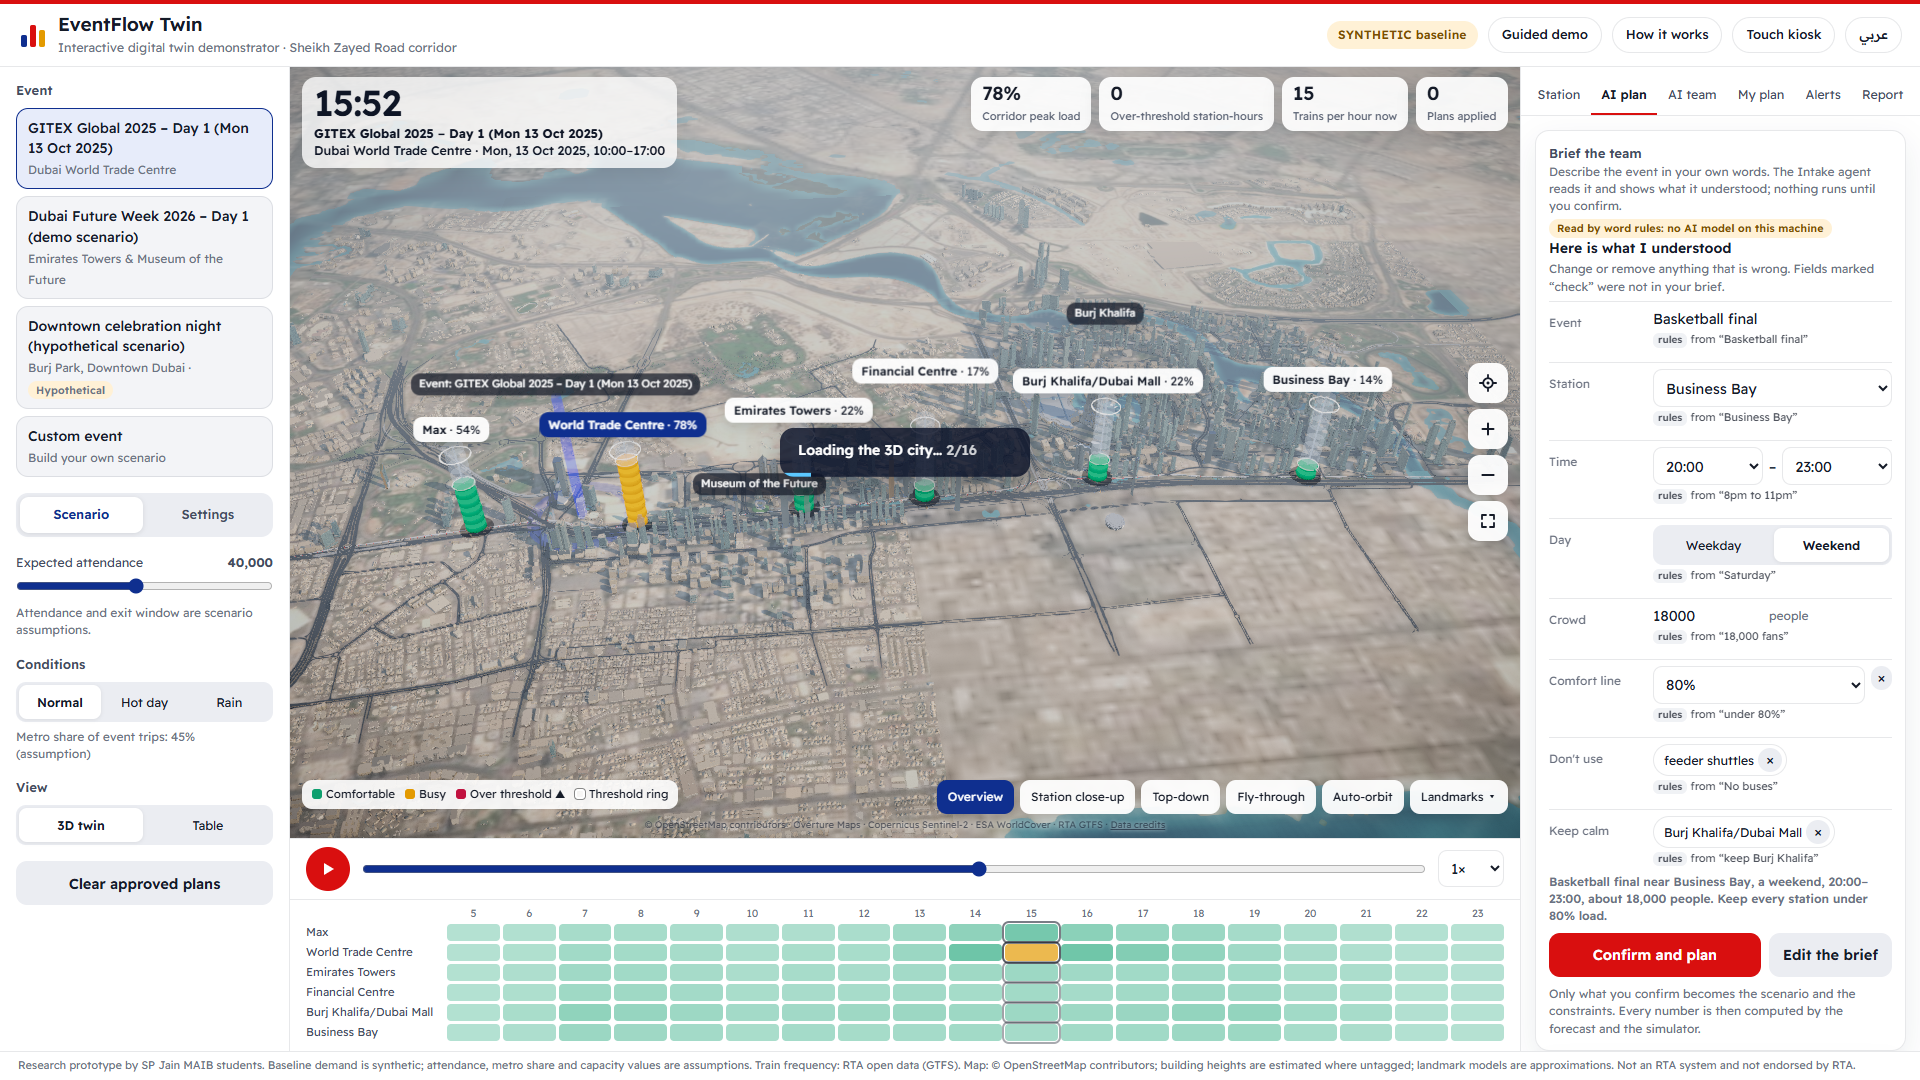 EventFlow Twin
Interactive digital twin demonstrator · Sheikh Zayed Road corridor
SYNTHETIC baseline
Guided demo
How it works
Touch kiosk
عربي
Event
GITEX Global 2025 – Day 1 (Mon
13 Oct 2025)
Dubai World Trade Centre
Dubai Future Week 2026 – Day 1
(demo scenario)
Emirates Towers & Museum of the
Future
Downtown celebration night
(hypothetical scenario)
Burj Park, Downtown Dubai ·
Hypothetical
Custom event
Build your own scenario
Scenario
Settings
Expected attendance
40,000
Attendance and exit window are scenario
assumptions.
Conditions
Normal
Hot day
Rain
Metro share of event trips: 45%
(assumption)
View
3D twin
Table
Clear approved plans
15:52
GITEX Global 2025 – Day 1 (Mon 13 Oct 2025)
Dubai World Trade Centre · Mon, 13 Oct 2025, 10:00–17:00
78%
Corridor peak load
0
Over-threshold station-hours
15
Trains per hour now
0
Plans applied
Burj Khalifa
Financial Centre · 17%
Burj Khalifa/Dubai Mall · 22%
Business Bay · 14%
Event: GITEX Global 2025 – Day 1 (Mon 13 Oct 2025)
Emirates Towers · 22%
Max · 54%
World Trade Centre · 78%
Loading the 3D city... 2/16
Museum of the Future
Comfortable
Busy
Over threshold ▲
Threshold ring
Overview
Station close-up
Top-down
Fly-through
Auto-orbit
Landmarks
© OpenStreetMap contributors · Overture Maps · Copernicus Sentinel-2 · ESA WorldCover · RTA GTFS · Data credits
1×
5 6 7 8 9 10 11 12 13 14 15 16 17 18 19 20 21 22 23
Max
World Trade Centre
Emirates Towers
Financial Centre
Burj Khalifa/Dubai Mall
Business Bay
Station
AI plan
AI team
My plan
Alerts
Report
Brief the team
Describe the event in your own words. The Intake agent
reads it and shows what it understood; nothing runs until
you confirm.
Read by word rules: no AI model on this machine
Here is what I understood
Change or remove anything that is wrong. Fields marked
“check” were not in your brief.
Event
Basketball final
rules from “Basketball final”
Station
Business Bay
rules from “Business Bay”
Time
20:00 – 23:00
rules from “8pm to 11pm”
Day
Weekday
Weekend
rules from “Saturday”
Crowd
18000
people
rules from “18,000 fans”
Comfort line
80%
×
rules from “under 80%”
Don't use
feeder shuttles ×
rules from “No buses”
Keep calm
Burj Khalifa/Dubai Mall ×
rules from “keep Burj Khalifa”
Basketball final near Business Bay, a weekend, 20:00–
23:00, about 18,000 people. Keep every station under
80% load.
Confirm and plan
Edit the brief
Only what you confirm becomes the scenario and the
constraints. Every number is then computed by the
forecast and the simulator.
Research prototype by SP Jain MAIB students. Baseline demand is synthetic; attendance, metro share and capacity values are assumptions. Train frequency: RTA open data (GTFS). Map: © OpenStreetMap contributors; building heights are estimated where untagged; landmark models are approximations. Not an RTA system and not endorsed by RTA.